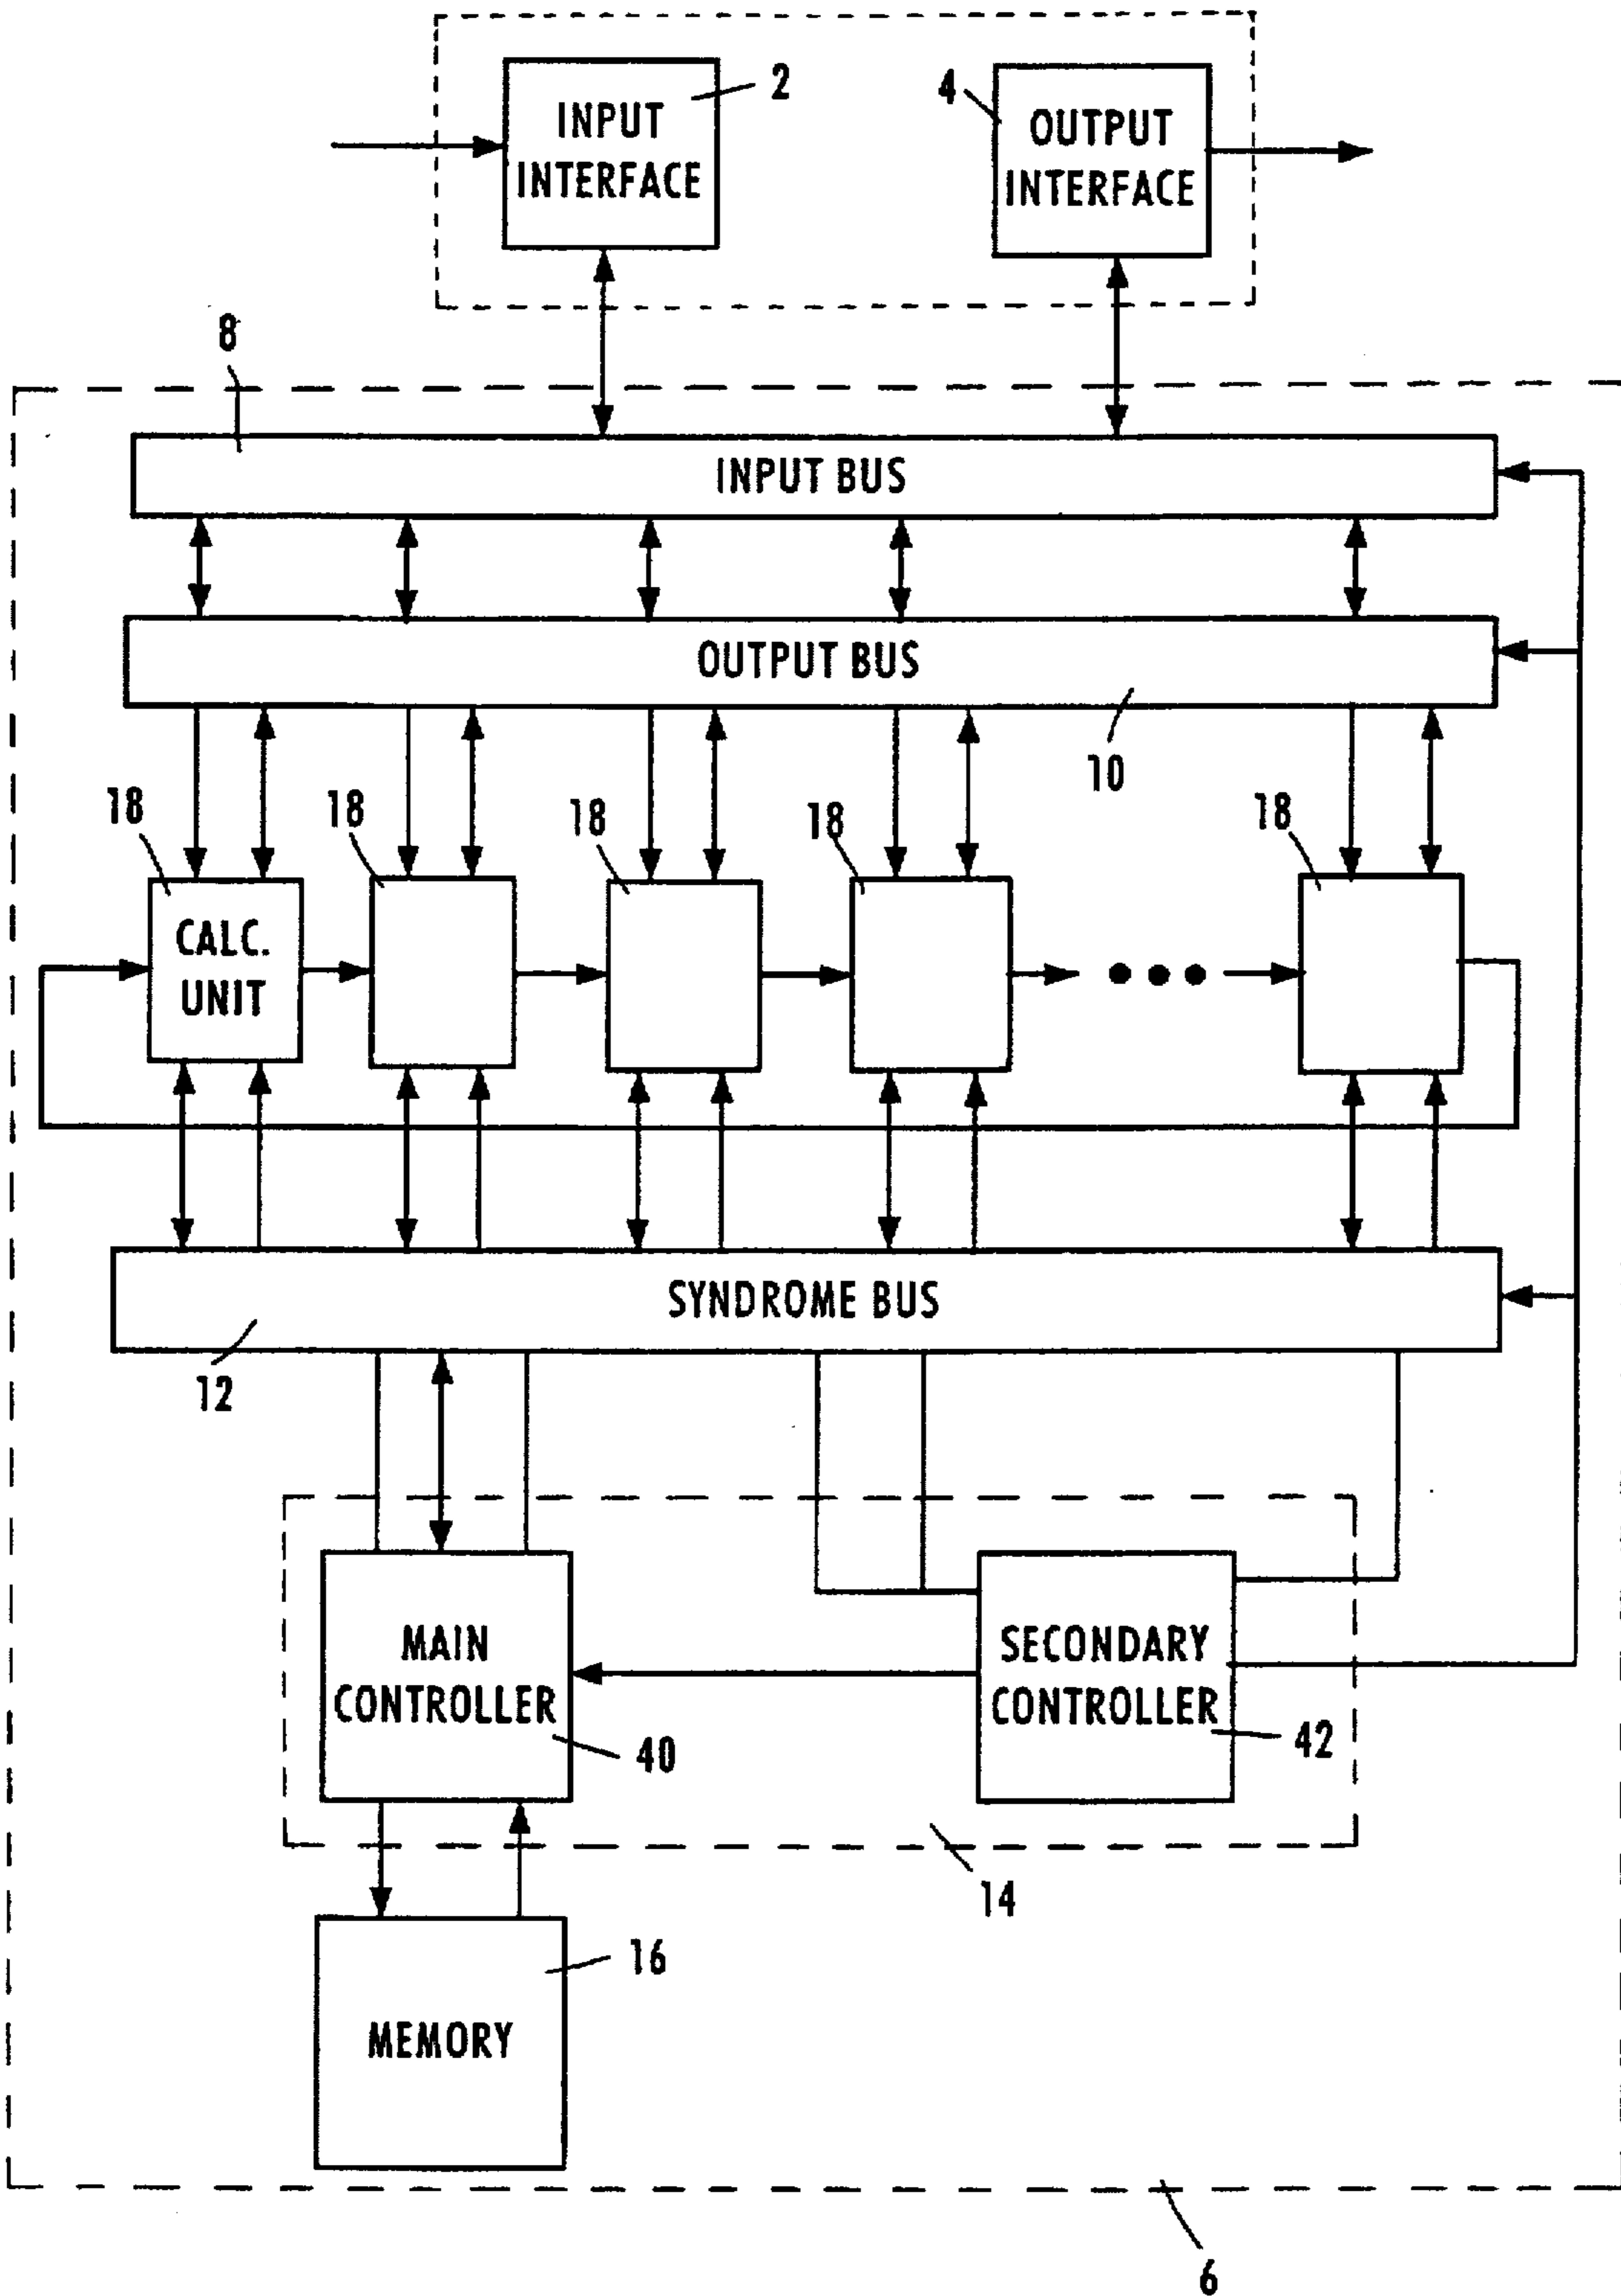 2
INPUT
INTERFACE
4
OUTPUT
INTERFACE
8
INPUT BUS
OUTPUT BUS
10
18
18
18
18
18
CALC.
UNIT
SYNDROME BUS
12
MAIN
CONTROLLER
40
SECONDARY
CONTROLLER
42
14
16
MEMORY
6